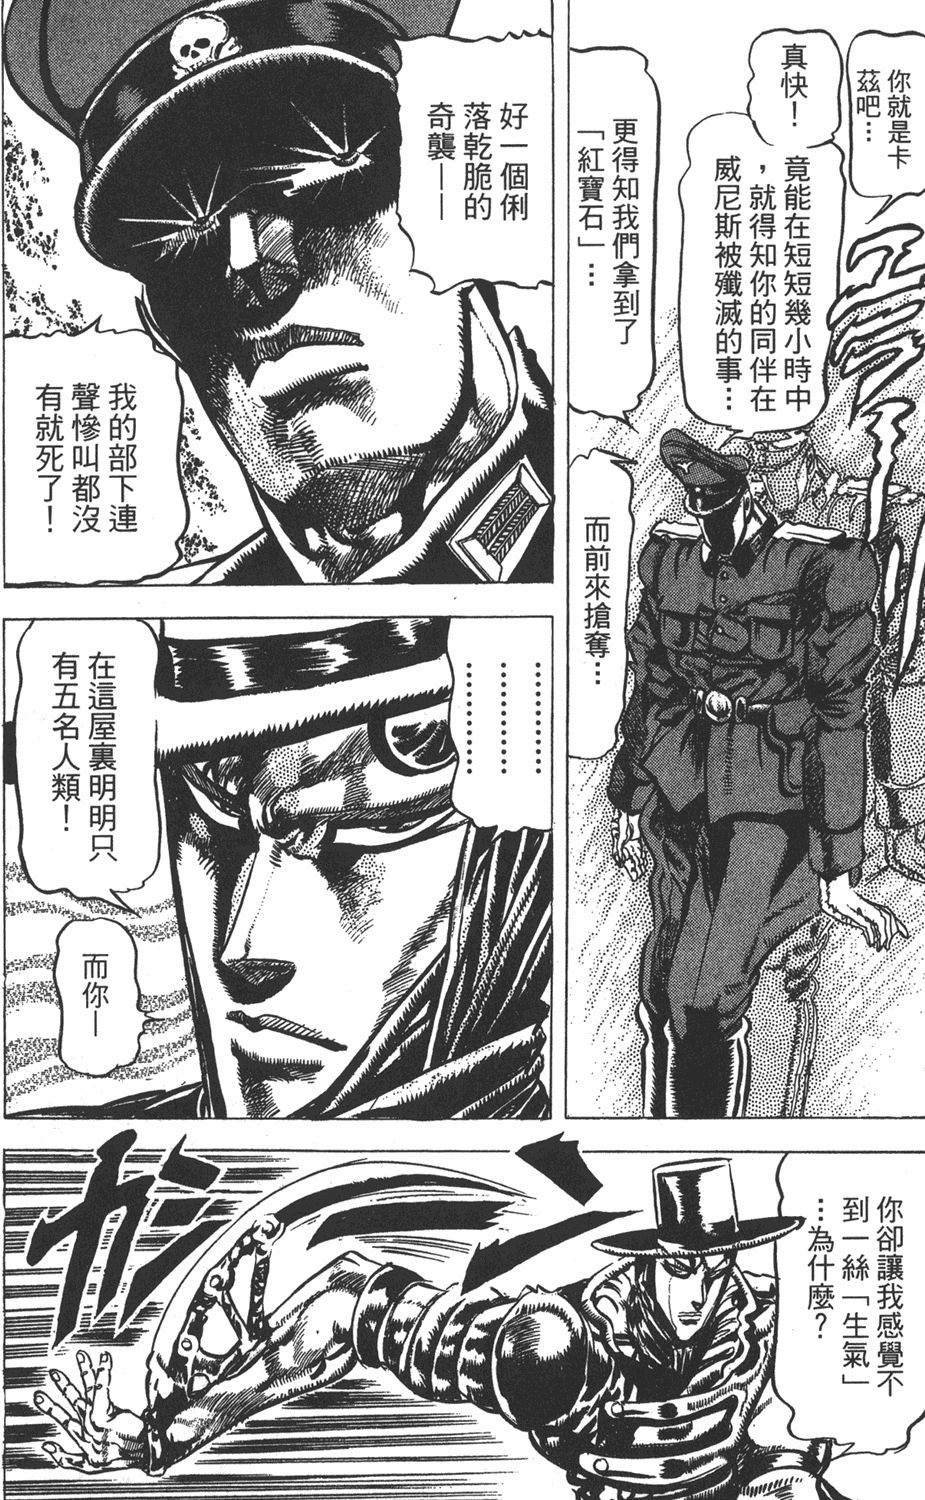 你就是卡
茲吧…
真快!
竟能在短短幾小時中
，就得知你的同伴在
威尼斯被殲滅的事…
更得知我們拿到了
「紅寶石」…
而前來搶奪…
好一個俐
落乾脆的
奇襲——
我的部下連
聲慘叫都沒
有就死了!
…………
…………
在這屋裏明明只
有五名人類!
而你—
你卻讓我感覺不
到一絲「生氣」
…為什麼?
ガシーン